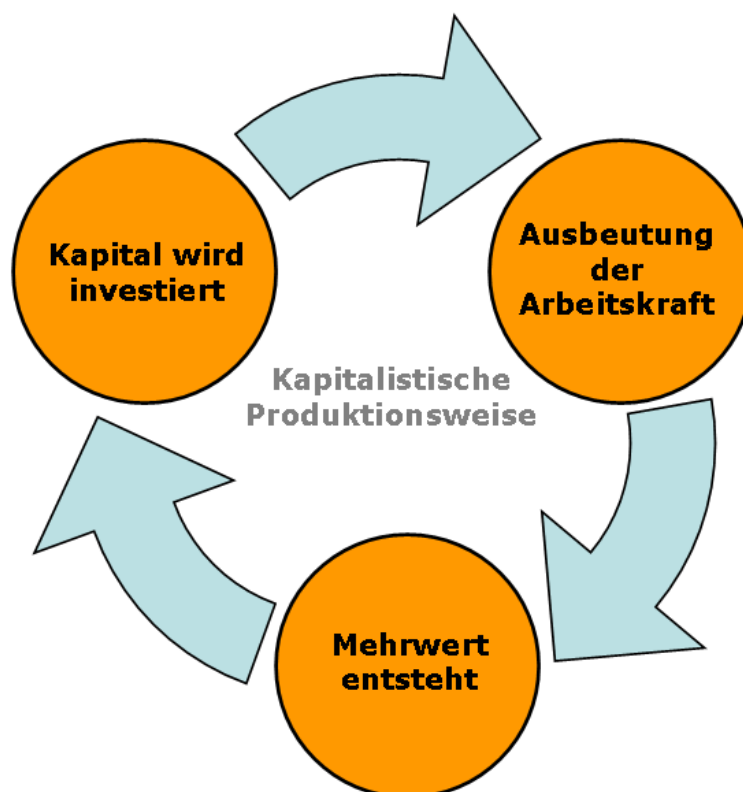 Kapital wird
investiert
Ausbeutung
der
Arbeitskraft
Kapitalistische
Produktionsweise
Mehrwert
entsteht